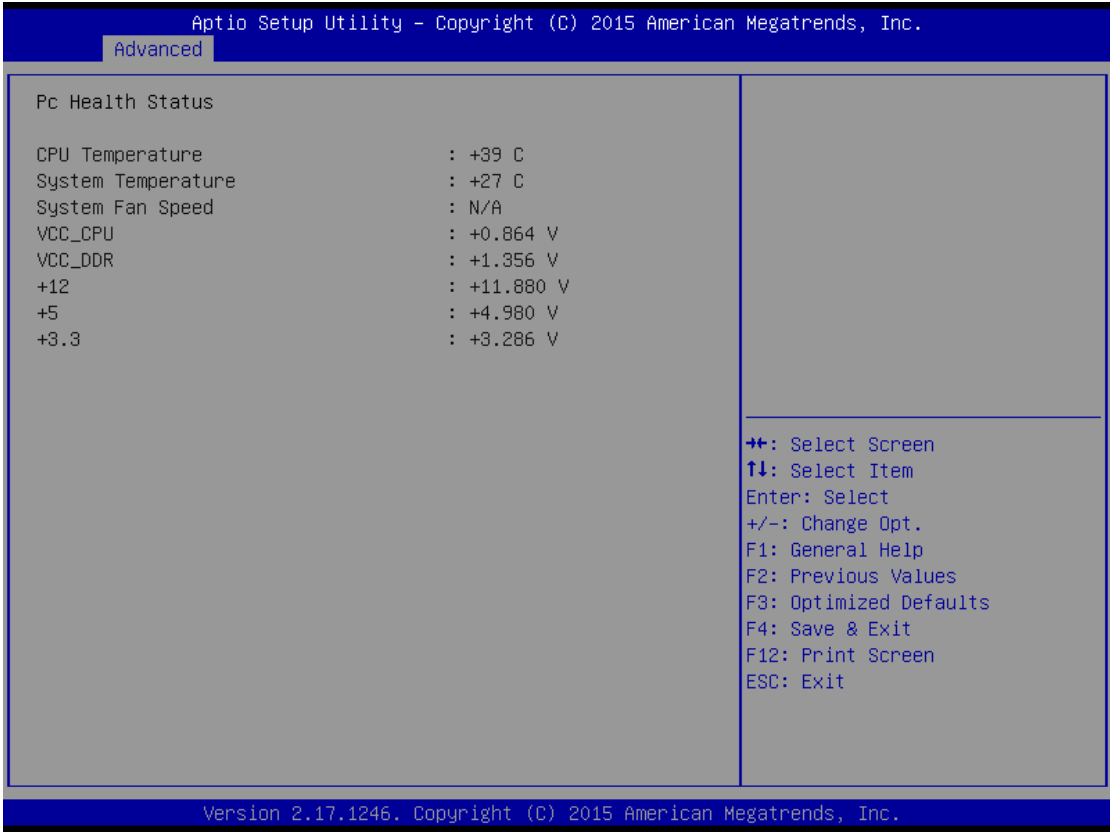 Aptio Setup Utility – Copyright (C) 2015 American Megatrends, Inc.
Advanced
Pc Health Status
CPU Temperature : +39 C
System Temperature : +27 C
System Fan Speed : N/A
VCC_CPU : +0.864 V
VCC_DDR : +1.356 V
+12 : +11.880 V
+5 : +4.980 V
+3.3 : +3.286 V
→←: Select Screen
↑↓: Select Item
Enter: Select
+/-: Change Opt.
F1: General Help
F2: Previous Values
F3: Optimized Defaults
F4: Save & Exit
F12: Print Screen
ESC: Exit
Version 2.17.1246. Copyright (C) 2015 American Megatrends, Inc.